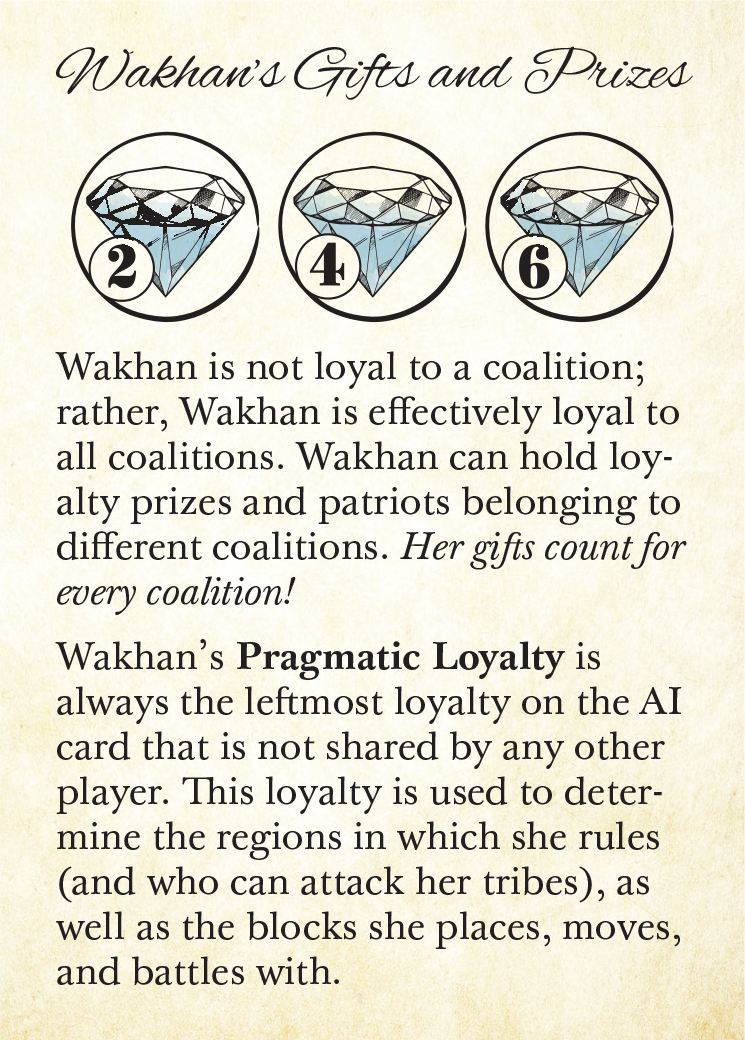 Wakhan's Gifts and Prizes
2 4 6
Wakhan is not loyal to a coalition;
rather, Wakhan is effectively loyal to
all coalitions. Wakhan can hold loy-
alty prizes and patriots belonging to
different coalitions. Her gifts count for
every coalition!
Wakhan's Pragmatic Loyalty is
always the leftmost loyalty on the AI
card that is not shared by any other
player. This loyalty is used to deter-
mine the regions in which she rules
(and who can attack her tribes), as
well as the blocks she places, moves,
and battles with.